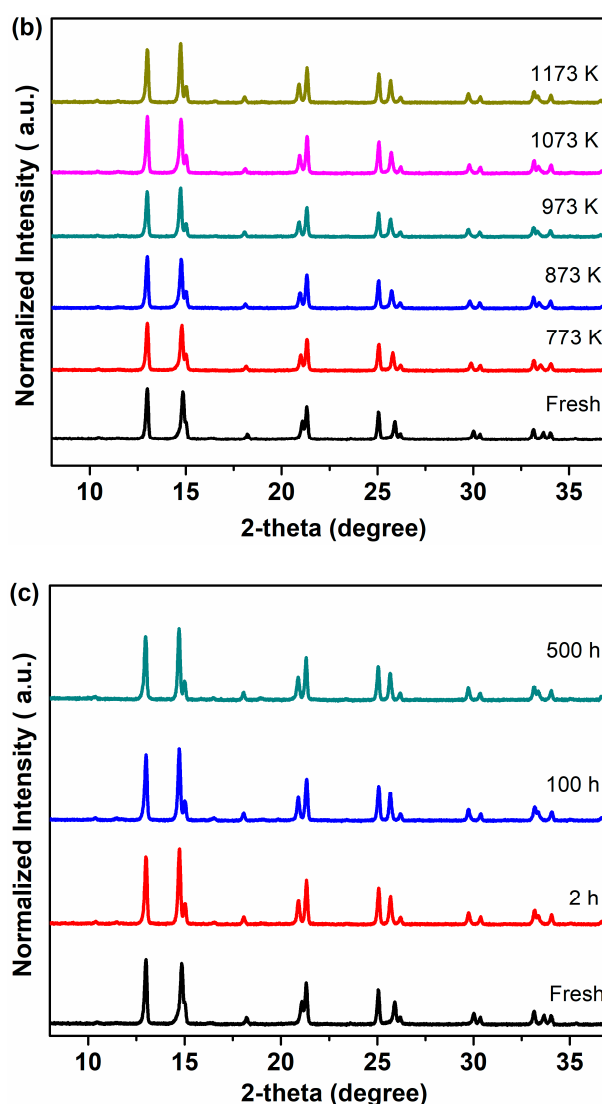 (b)
Normalized Intensity ( a.u.)
1173 K
1073 K
973 K
873 K
773 K
Fresh
10 15 20 25 30 35
2-theta (degree)
(c)
Normalized Intensity ( a.u.)
500 h
100 h
2 h
Fresh
10 15 20 25 30 35
2-theta (degree)